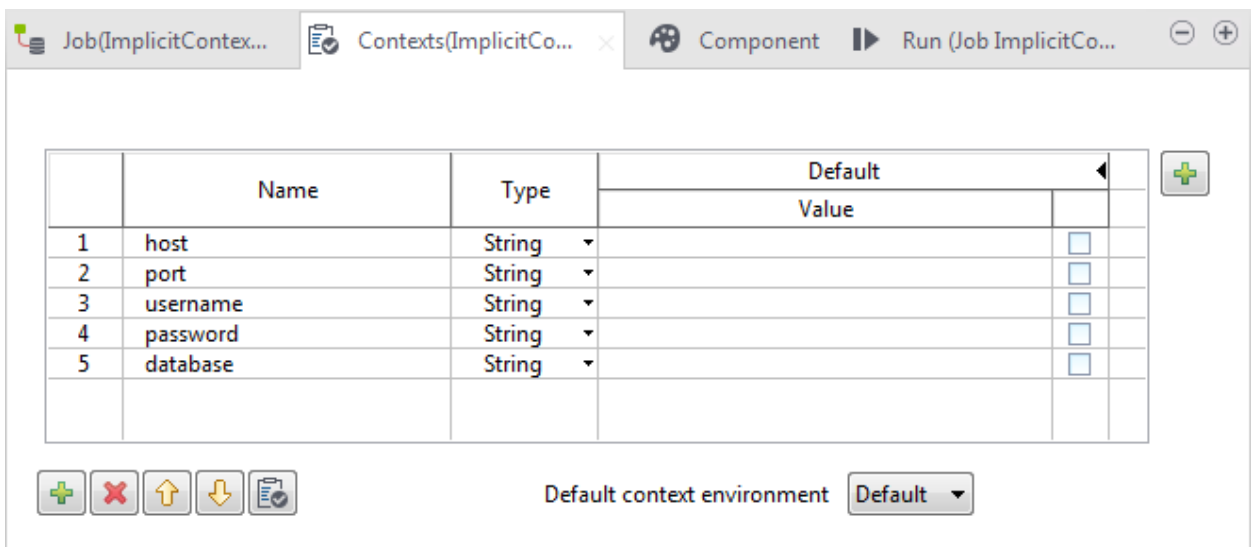 Job(ImplicitContex... Contexts(ImplicitCo... Component Run (Job ImplicitCo...
Name Type Default
Value
1 host String
2 port String
3 username String
4 password String
5 database String
Default context environment Default